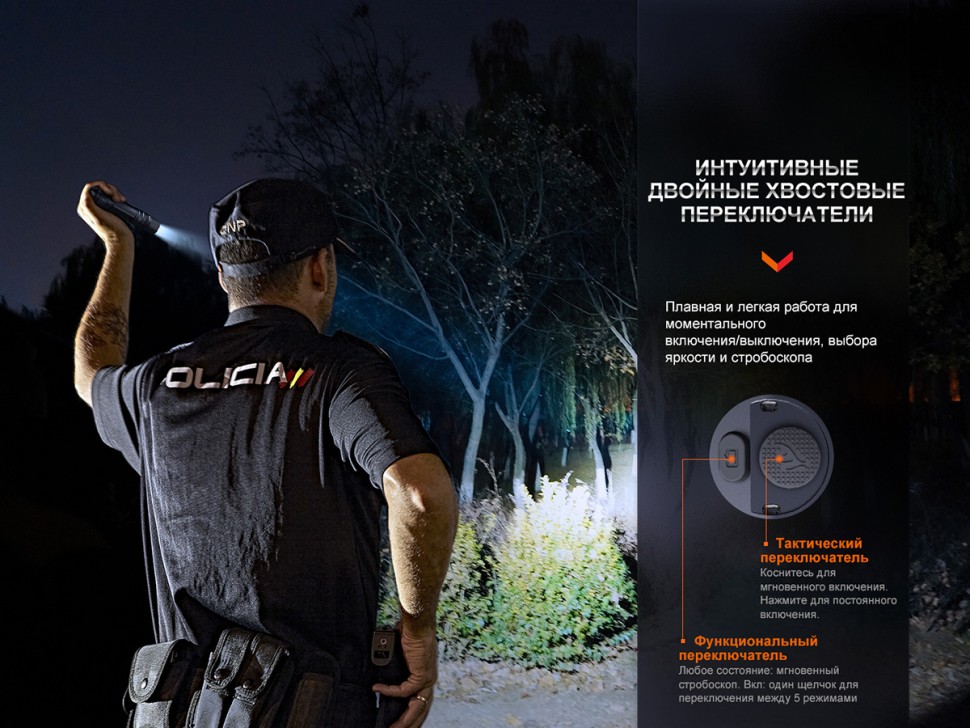 CNP
POLICIA
ИНТУИТИВНЫЕ
ДВОЙНЫЕ ХВОСТОВЫЕ
ПЕРЕКЛЮЧАТЕЛИ
Плавная и легкая работа для
моментального
включения/выключения, выбора
яркости и стробоскопа
Тактический
переключатель
Коснитесь для
мгновенного включения.
Нажмите для постоянного
включения.
Функциональный
переключатель
Любое состояние: мгновенный
стробоскоп. Вкл: один щелчок для
переключения между 5 режимами